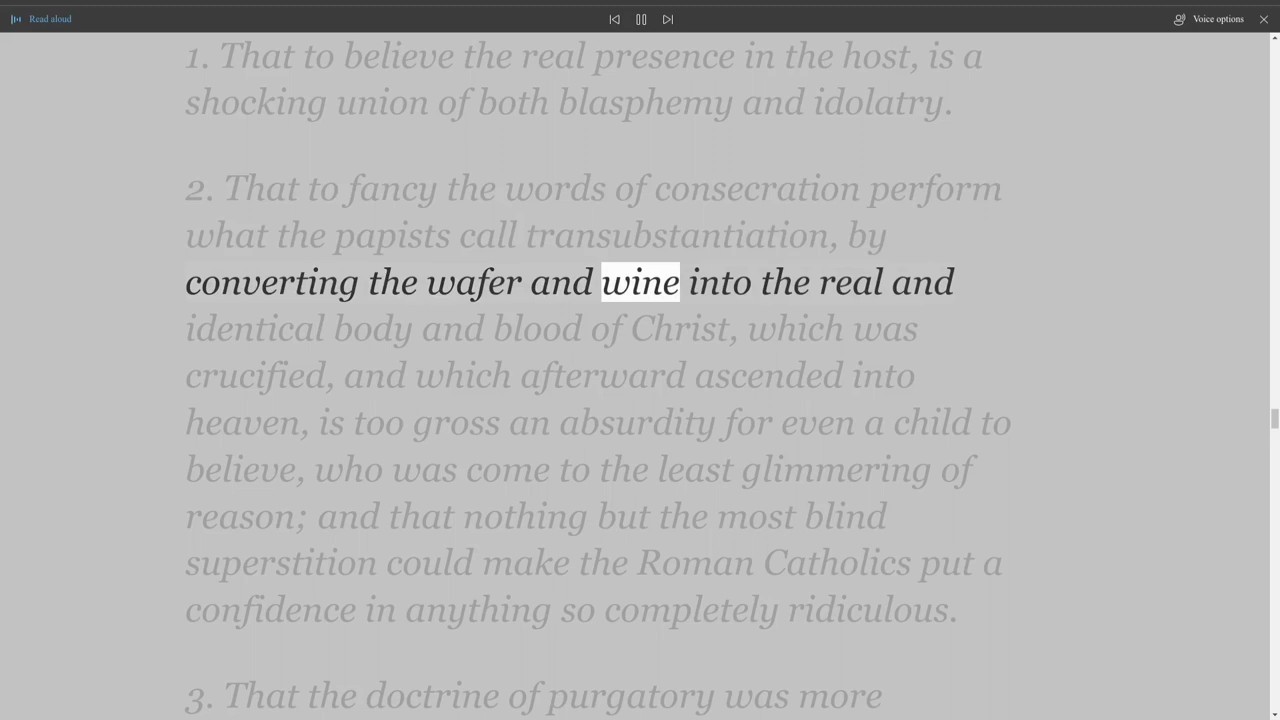 Read aloud
Voice options
1. That to believe the real presence in the host, is a
shocking union of both blasphemy and idolatry.
2. That to fancy the words of consecration perform
what the papists call transubstantiation, by
converting the wafer and wine into the real and
identical body and blood of Christ, which was
crucified, and which afterward ascended into
heaven, is too gross an absurdity for even a child to
believe, who was come to the least glimmering of
reason; and that nothing but the most blind
superstition could make the Roman Catholics put a
confidence in anything so completely ridiculous.
3. That the doctrine of purgatory was more